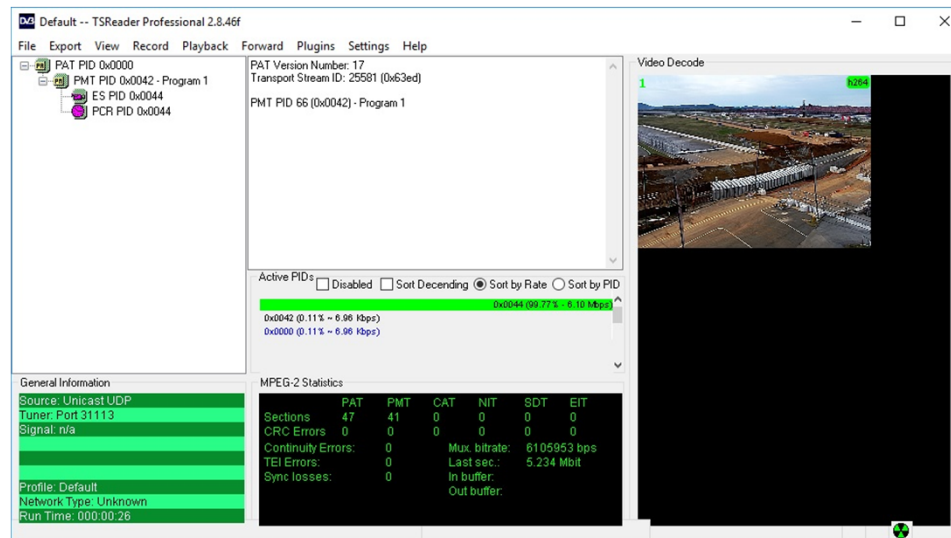 DVB Default -- TSReader Professional 2.8.46f
File Export View Record Playback Forward Plugins Settings Help
PAT PID 0x0000
PMT PID 0x0042 - Program 1
ES PID 0x0044
PCR PID 0x0044
PAT Version Number: 17
Transport Stream ID: 25581 (0x63ed)
PMT PID 66 (0x0042) - Program 1
Video Decode
1 h264
Active PIDs Disabled Sort Decending Sort by Rate Sort by PID
0x0044 (99.77% - 6.10 Mbps)
0x0042 (0.11% ~ 6.96 Kbps)
0x0000 (0.11% ~ 6.96 Kbps)
General Information
Source: Unicast UDP
Tuner: Port 31113
Signal: n/a
Profile: Default
Network Type: Unknown
Run Time: 000:00:26
MPEG-2 Statistics
PAT PMT CAT NIT SDT EIT
Sections 47 41 0 0 0 0
CRC Errors 0 0 0 0 0 0
Continuity Errors: 0 Mux. bitrate: 6105953 bps
TEI Errors: 0 Last sec.: 5.234 Mbit
Sync losses: 0 In buffer:
Out buffer: